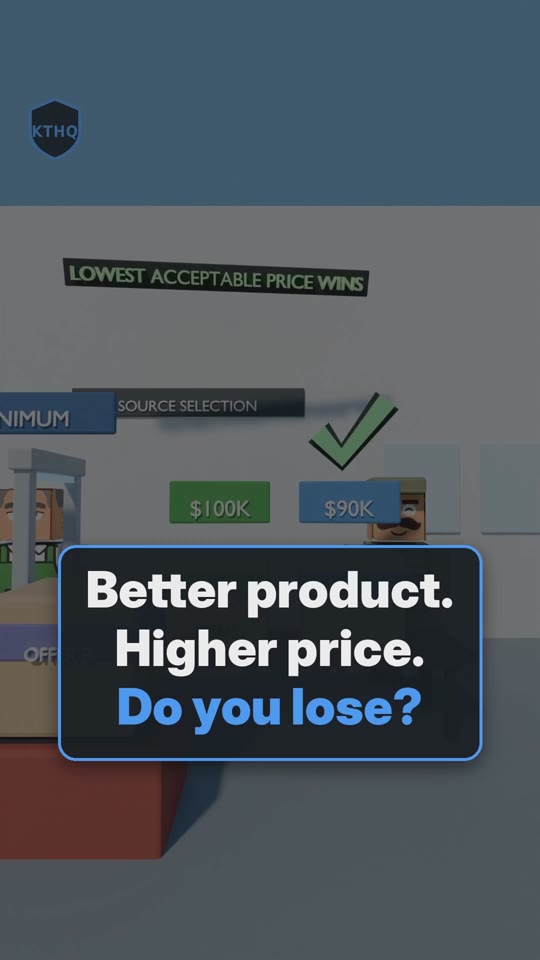 KTHQ
LOWEST ACCEPTABLE PRICE WINS
NIMUM
SOURCE SELECTION
$100K
$90K
Better product.
Higher price.
Do you lose?